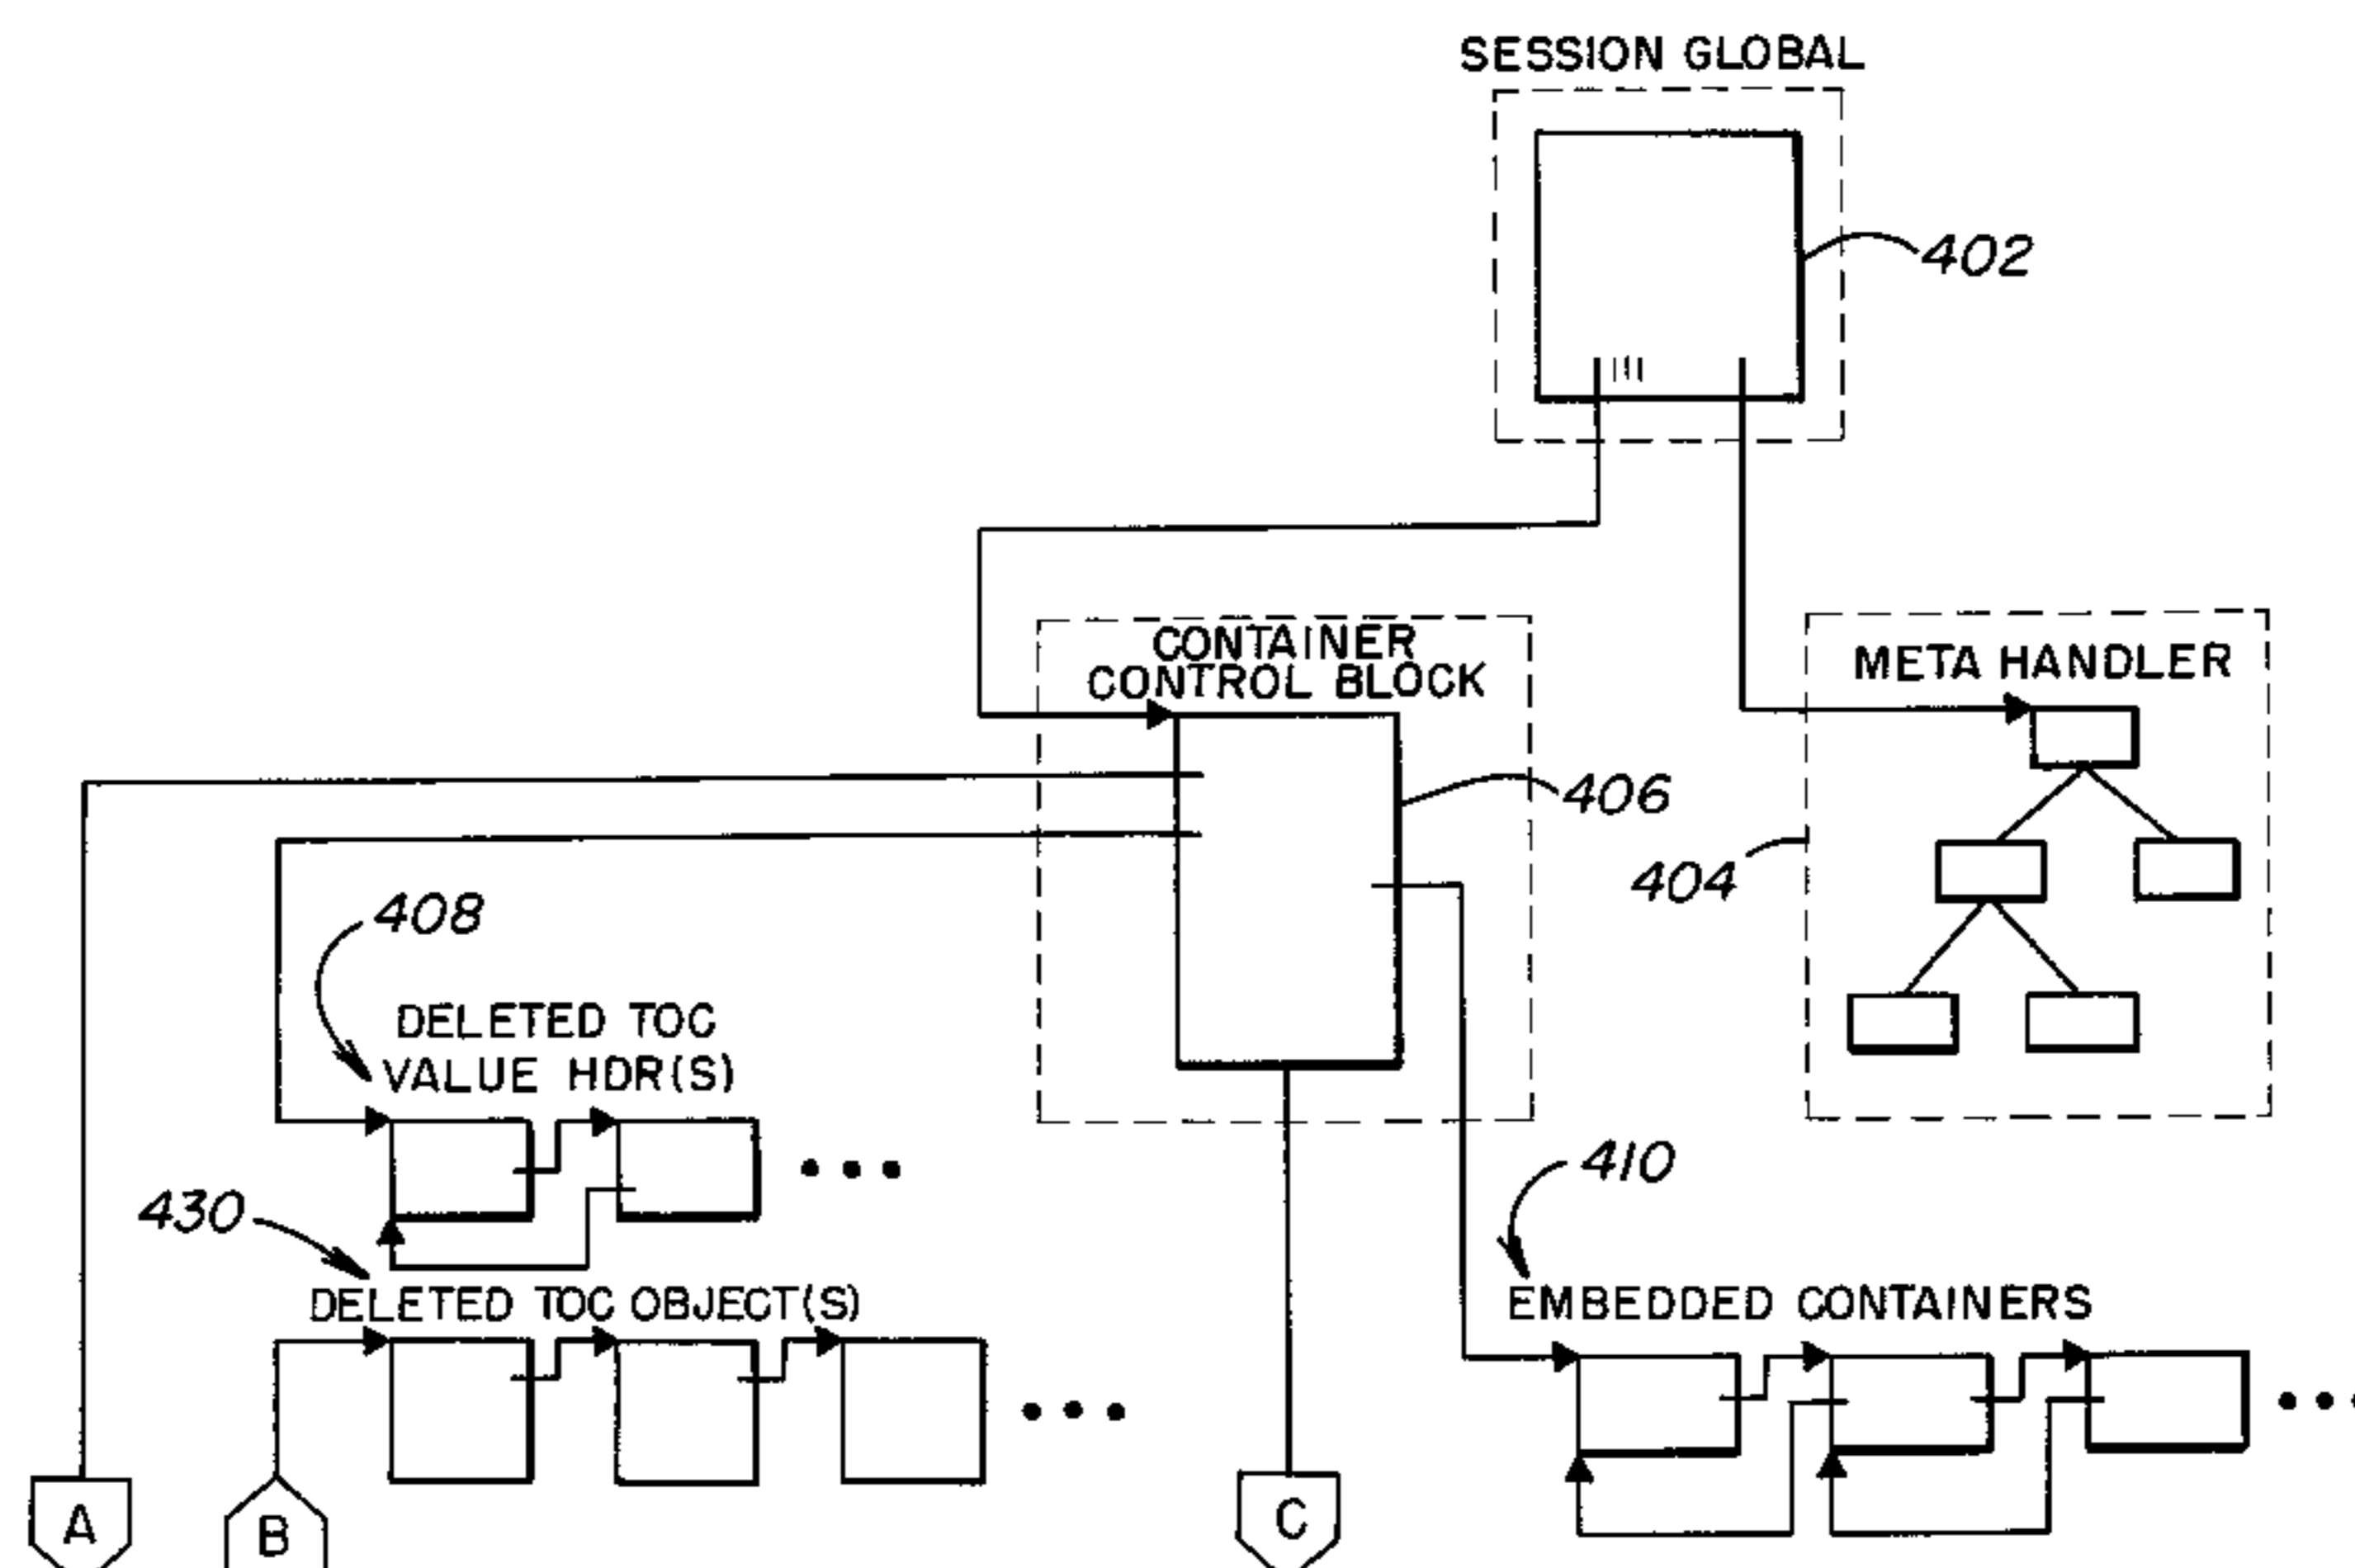 SESSION GLOBAL
402
CONTAINER
CONTROL BLOCK
META HANDLER
406
404
408
DELETED TOC
VALUE HDR(S)
410
430
DELETED TOC OBJECT(S)
EMBEDDED CONTAINERS
A
B
C